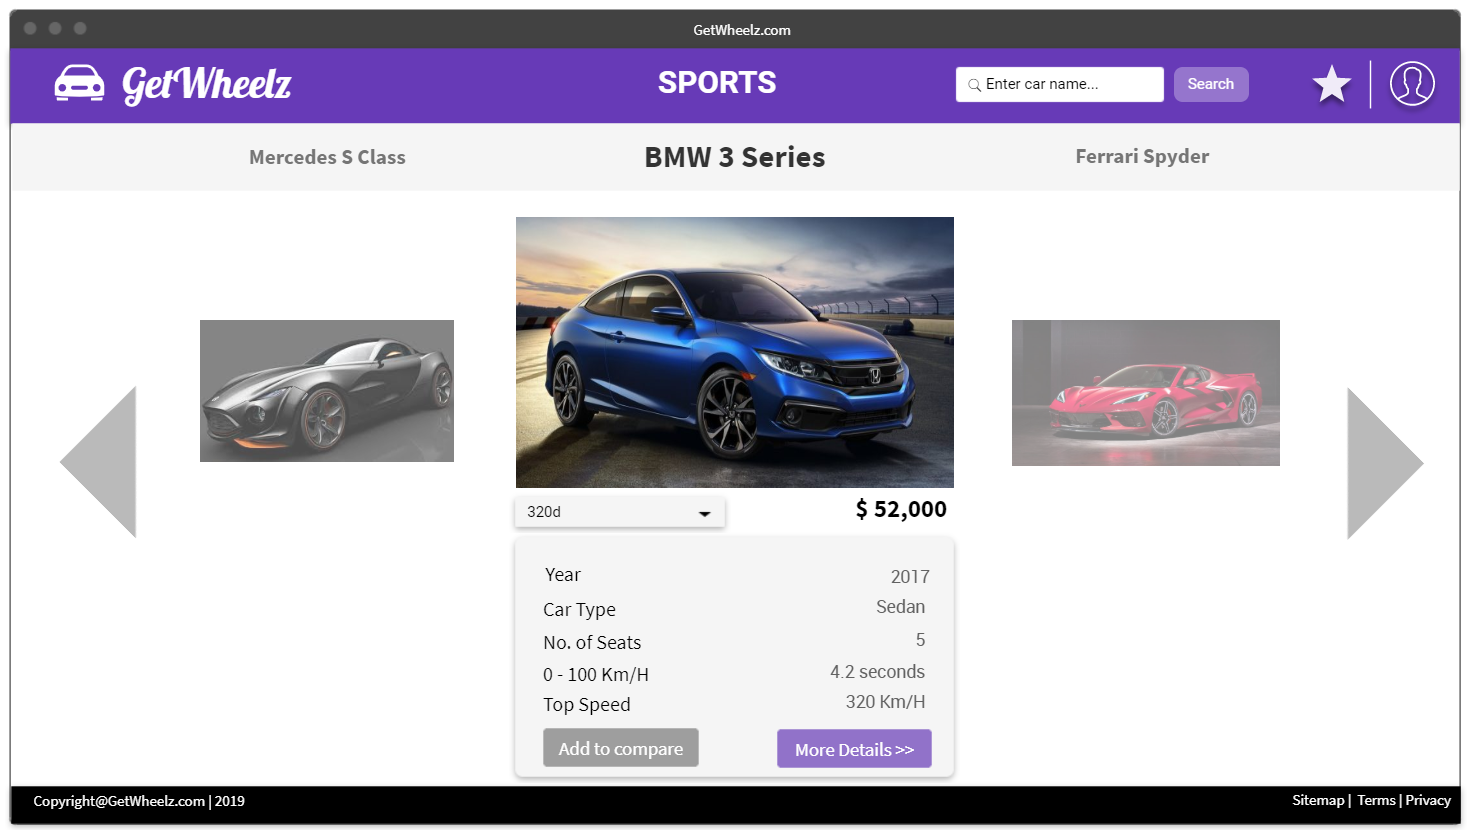 GetWheelz.com
GetWheelz
SPORTS
Enter car name...
Search
Mercedes S Class
BMW 3 Series
Ferrari Spyder
320d
$ 52,000
Year 2017
Car Type Sedan
No. of Seats 5
0 - 100 Km/H 4.2 seconds
Top Speed 320 Km/H
Add to compare
More Details >>
Copyright@GetWheelz.com | 2019
Sitemap | Terms | Privacy